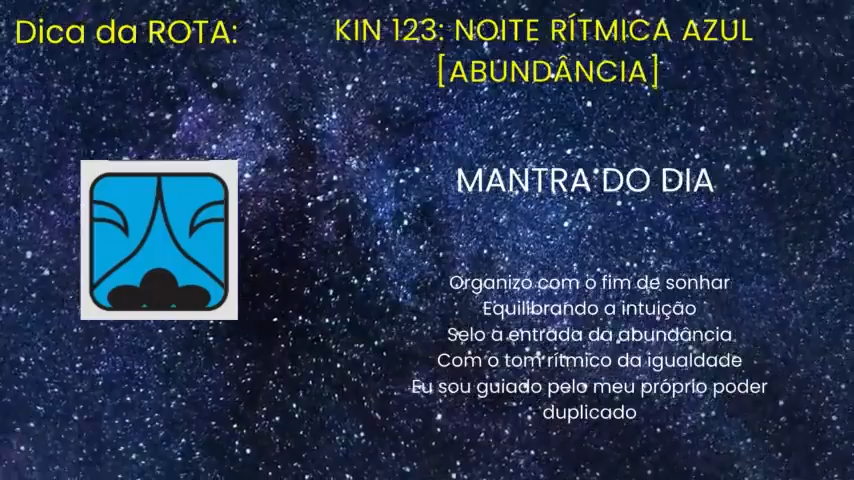 Dica da ROTA:
KIN 123: NOITE RÍTMICA AZUL
[ABUNDÂNCIA]
MANTRA DO DIA
Organizo com o fim de sonhar
Equilibrando a intuição
Selo a entrada da abundância
Com o tom rítmico da igualdade
Eu sou guiado pelo meu próprio poder
duplicado